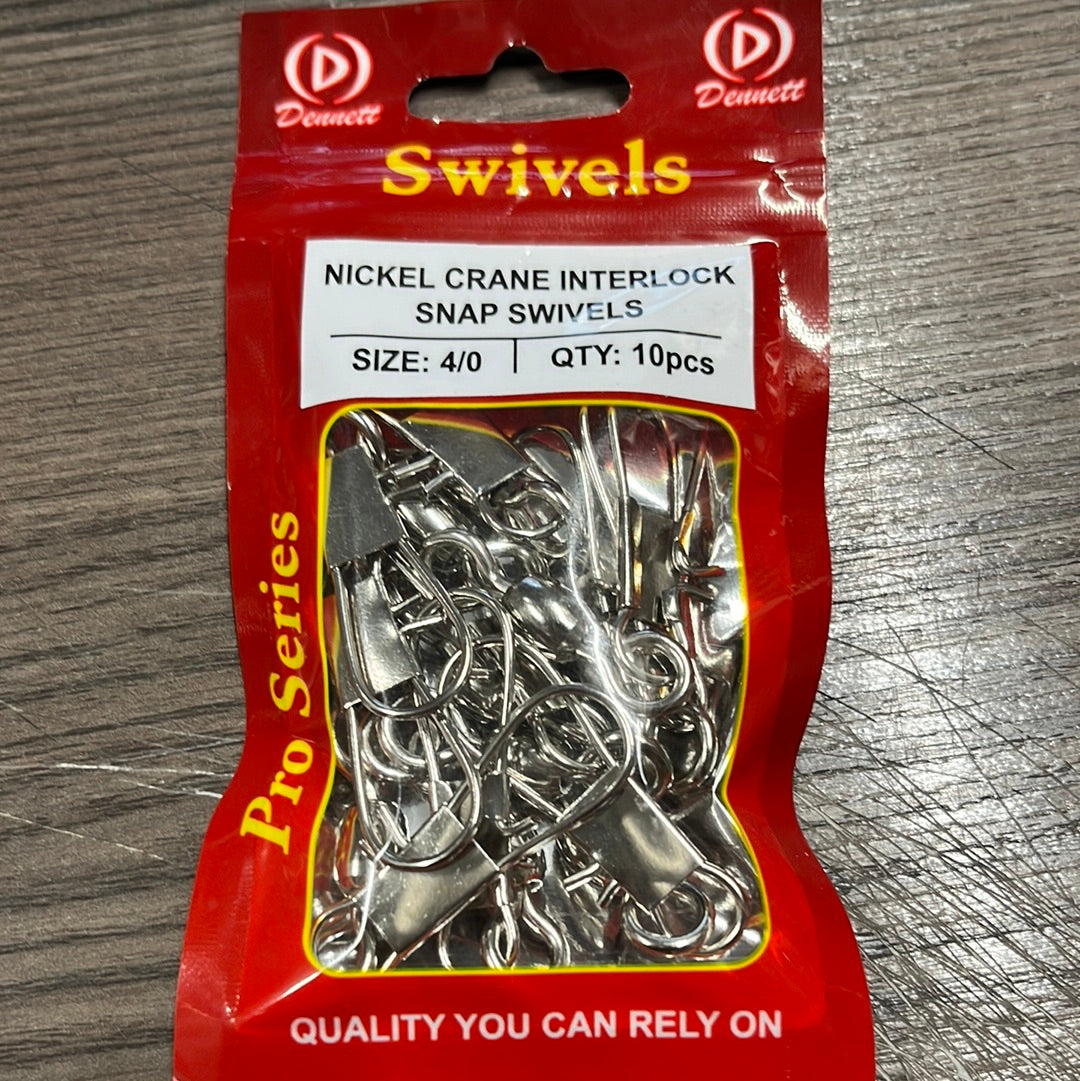 Dennett
Dennett
Swivels
NICKEL CRANE INTERLOCK
SNAP SWIVELS
SIZE: 4/0 | QTY: 10pcs
Pro Series
QUALITY YOU CAN RELY ON